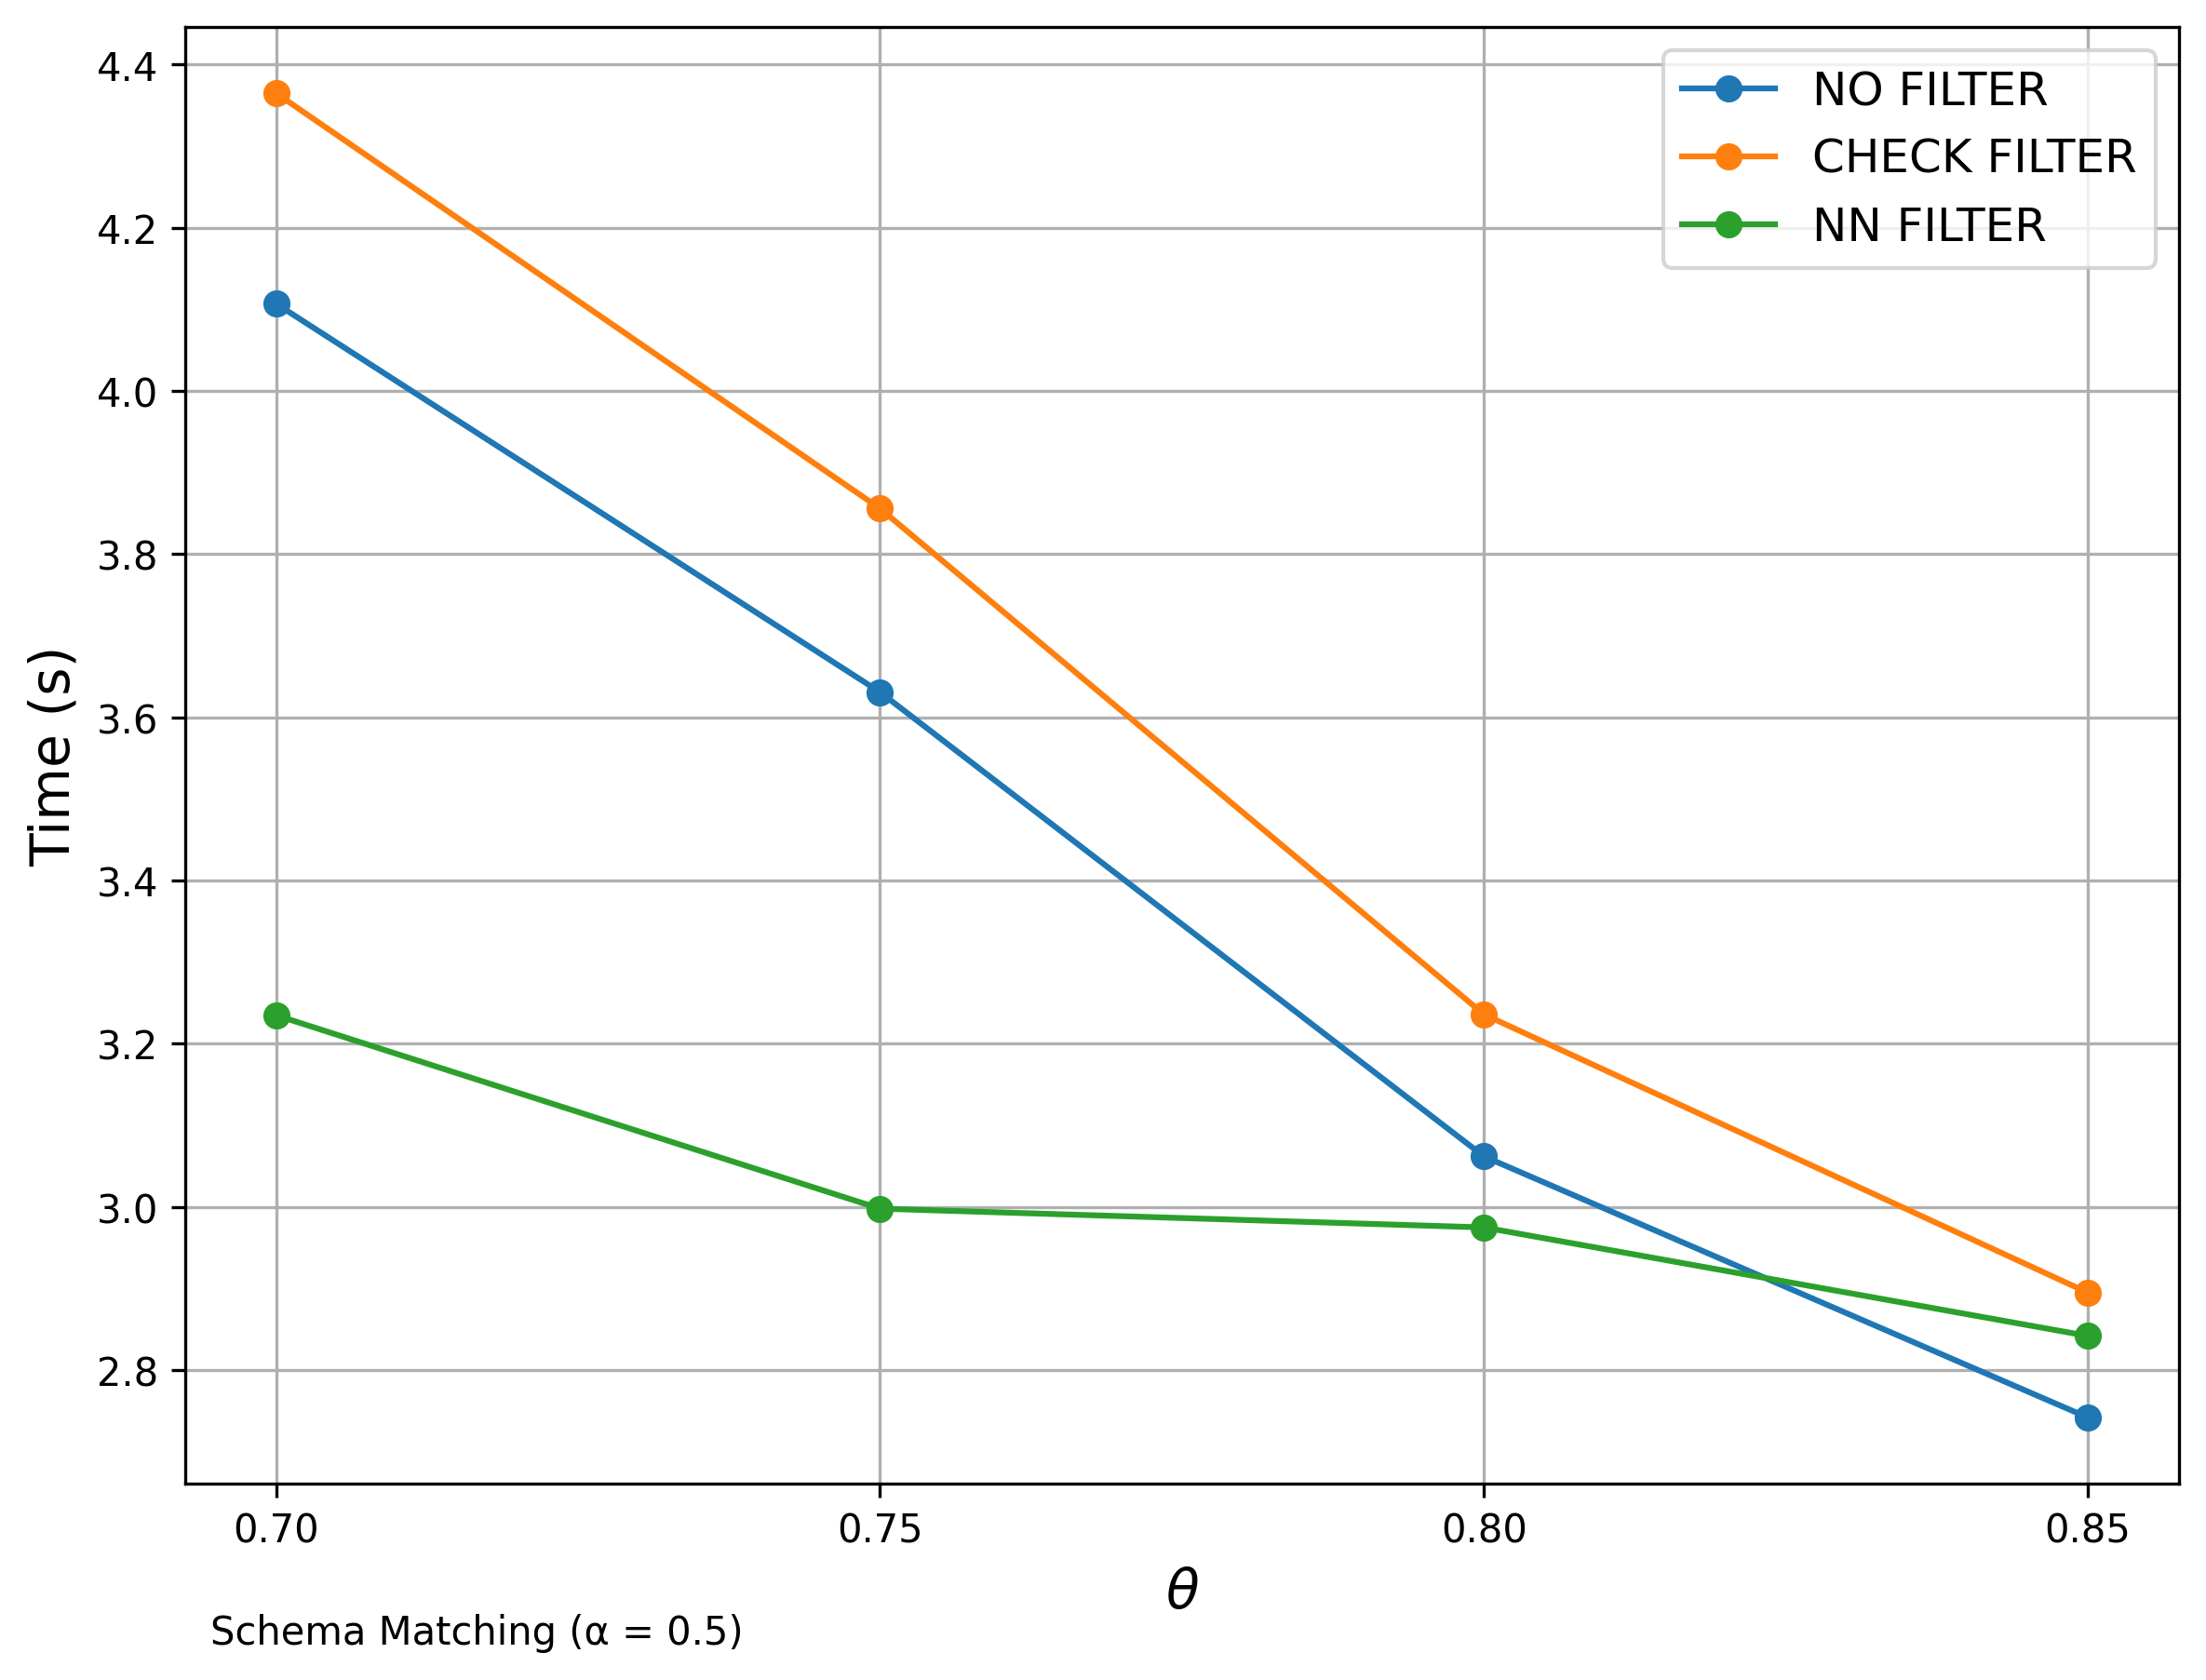 NO FILTER
CHECK FILTER
NN FILTER
Time (s)
4.4
4.2
4.0
3.8
3.6
3.4
3.2
3.0
2.8
0.70 0.75 0.80 0.85
θ
Schema Matching (α = 0.5)